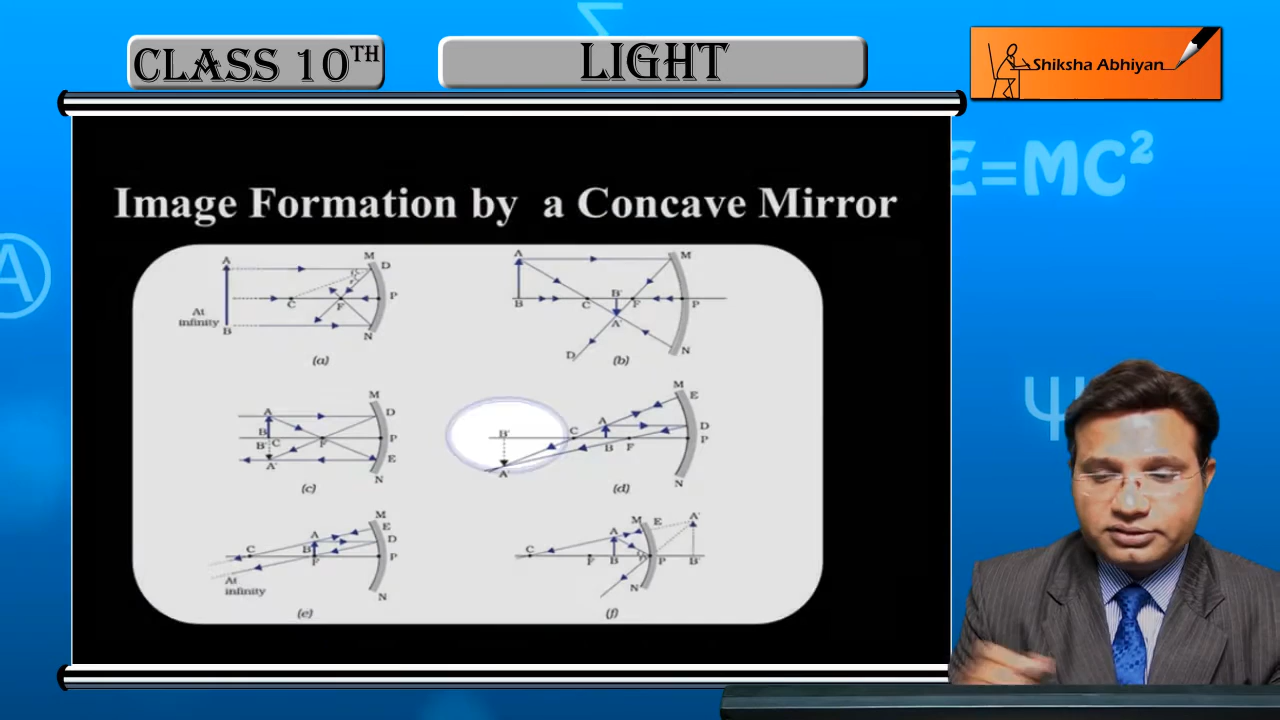 CLASS 10TH
LIGHT
Shiksha Abhiyan
E=MC²
Σ
A
Ψ
Image Formation by a Concave Mirror
A
M
D
C
F
P
At
infinity
B
N
(a)
A
M
B
C
B'
F
P
A'
D
N
(b)
M
A
D
B
B'
C
F
P
A'
E
N
(c)
M
E
B'
C
A
D
B
F
P
A'
N
(d)
M
E
A
D
C
B
P
F
At
infinity
N
(e)
M
E
A'
A
C
F
B
P
B'
N
(f)